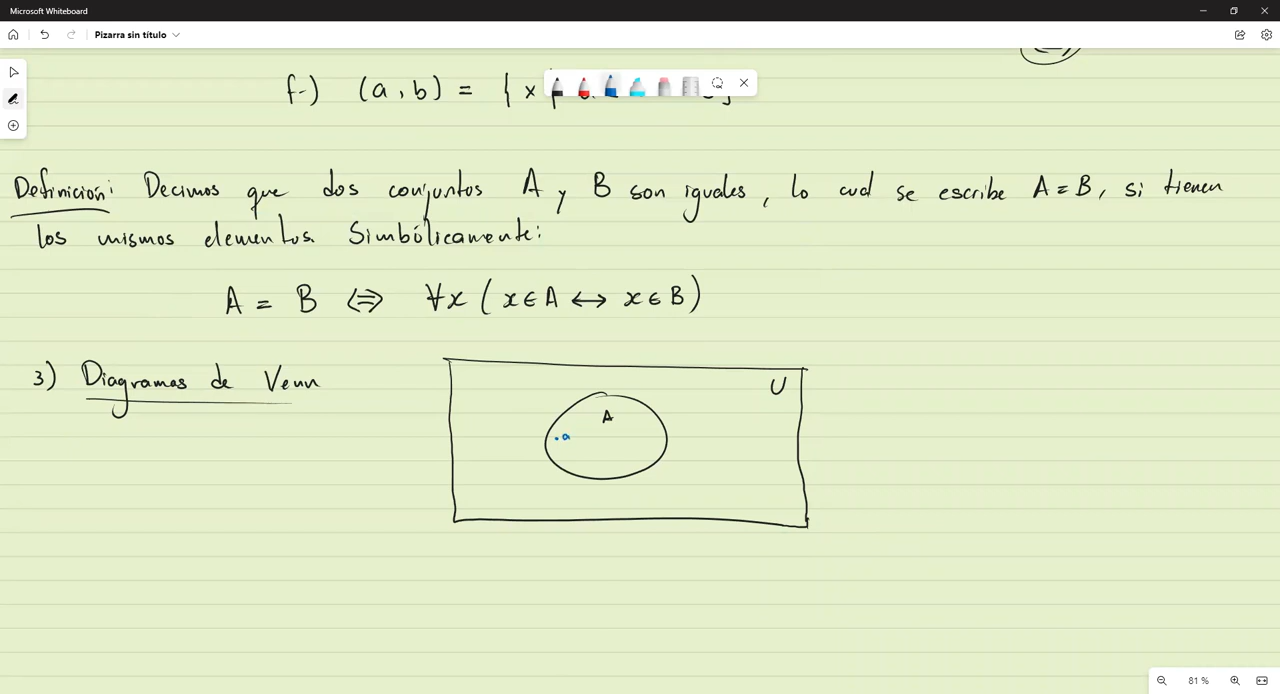 Microsoft Whiteboard
Pizarra sin título
f-) (a, b) = { x |
Definición: Decimos que dos conjuntos A y B son iguales, lo cual se escribe A = B, si tienen
los mismos elementos. Simbólicamente:
A = B ⇔ ∀x ( x ∈ A ↔ x ∈ B )
3) Diagramas de Venn
U
A
a
81 %